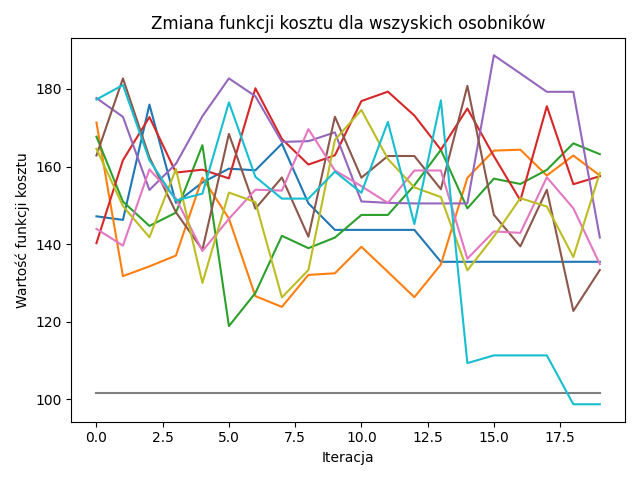 Zmiana funkcji kosztu dla wszyskich osobników
Wartość funkcji kosztu
180
160
140
120
100
0.0 2.5 5.0 7.5 10.0 12.5 15.0 17.5
Iteracja